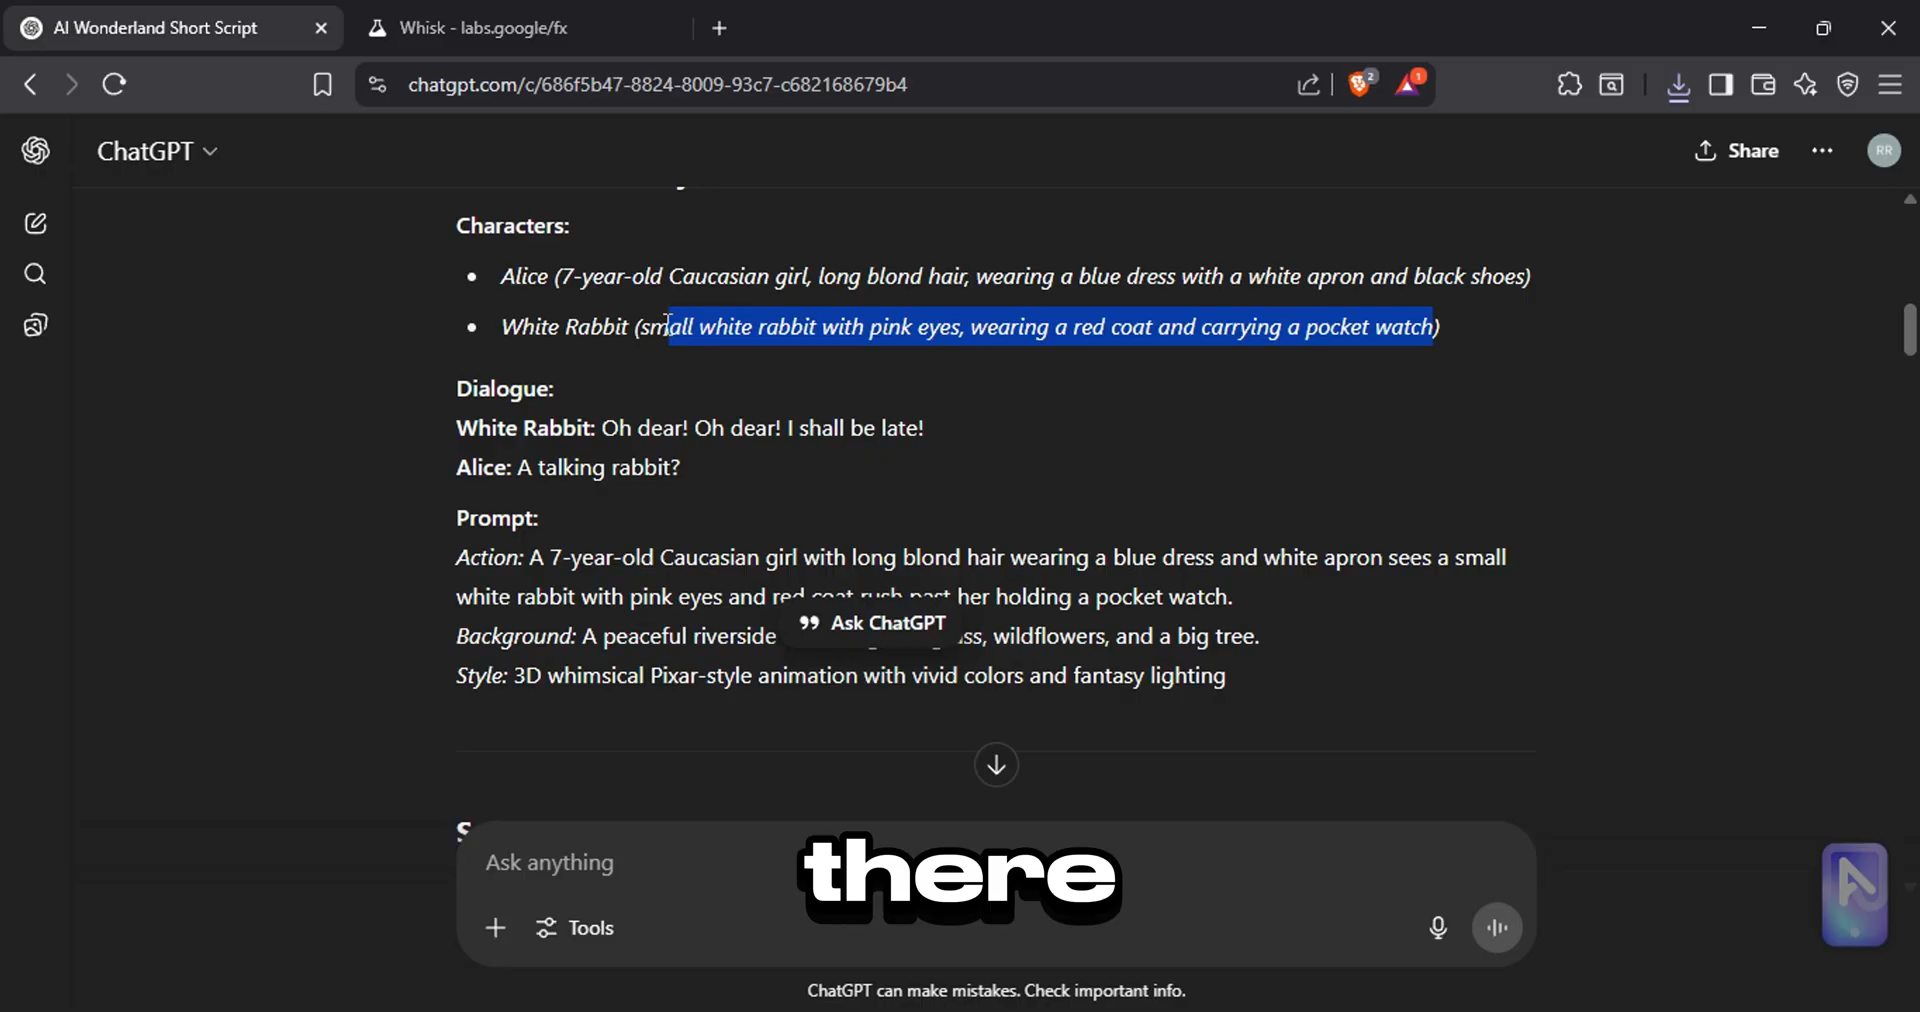 AI Wonderland Short Script
Whisk - labs.google/fx
chatgpt.com/c/686f5b47-8824-8009-93c7-c682168679b4
2
1
ChatGPT
Share
RR
Characters:
Alice (7-year-old Caucasian girl, long blond hair, wearing a blue dress with a white apron and black shoes)
White Rabbit (small white rabbit with pink eyes, wearing a red coat and carrying a pocket watch)
Dialogue:
White Rabbit: Oh dear! Oh dear! I shall be late!
Alice: A talking rabbit?
Prompt:
Action: A 7-year-old Caucasian girl with long blond hair wearing a blue dress and white apron sees a small
white rabbit with pink eyes and red coat rush past her holding a pocket watch.
Ask ChatGPT
Background: A peaceful riverside wildflowers, and a big tree.
Style: 3D whimsical Pixar-style animation with vivid colors and fantasy lighting
there
Ask anything
Tools
ChatGPT can make mistakes. Check important info.